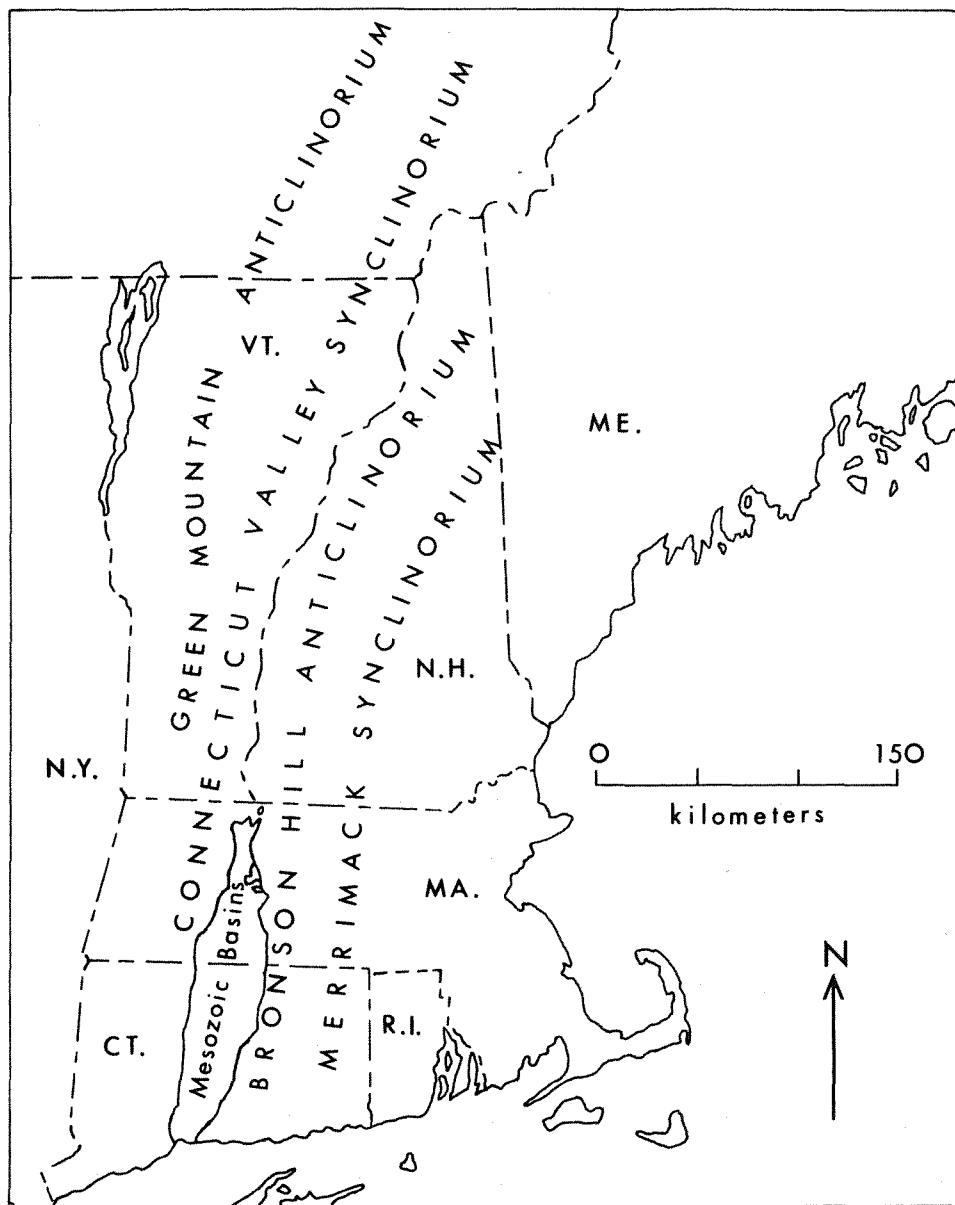 GREEN MOUNTAIN ANTICLINORIUM
CONNECTICUT VALLEY SYNCLINORIUM
BRONSON HILL ANTICLINORIUM
MERRIMACK SYNCLINORIUM
VT.
ME.
N.H.
N.Y.
0 150
kilometers
MA.
Mesozoic Basins
N
R.I.
CT.